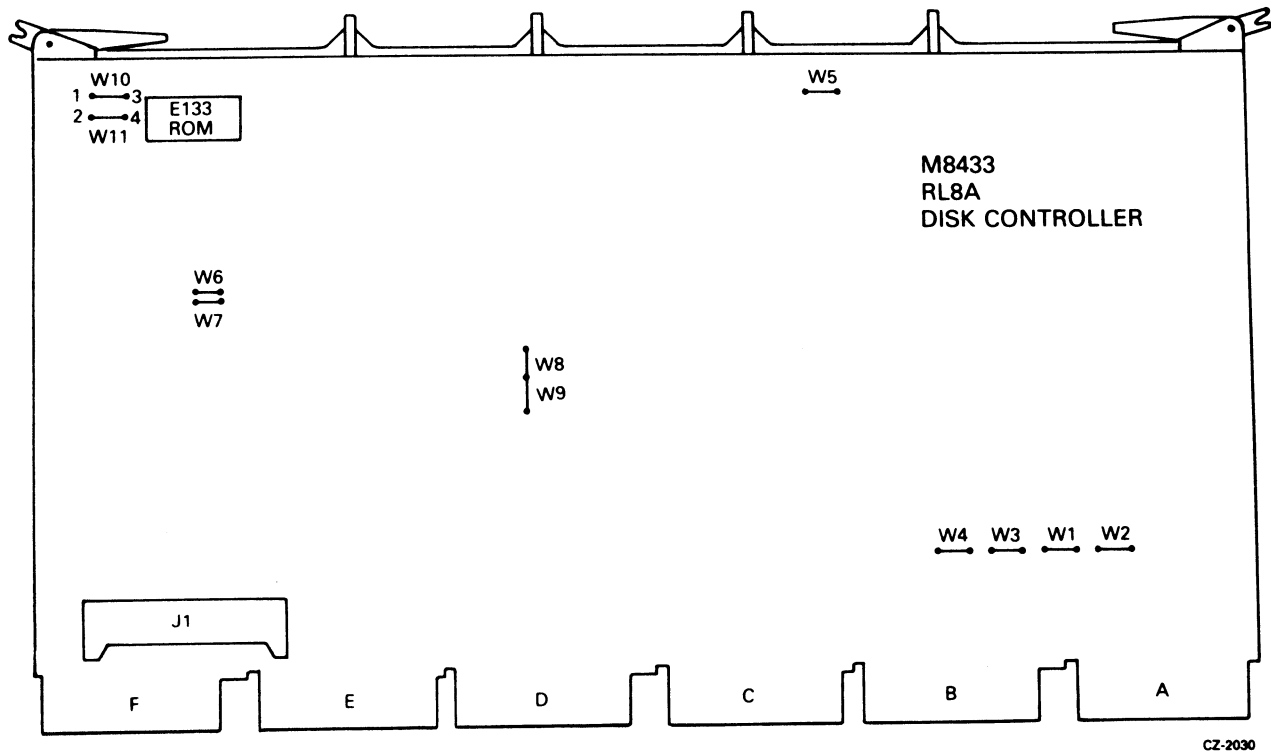 W10
1 3
2 4
W11
E133
ROM
W5
M8433
RL8A
DISK CONTROLLER
W6
W7
W8
W9
W4 W3 W1 W2
J1
F E D C B A
CZ-2030